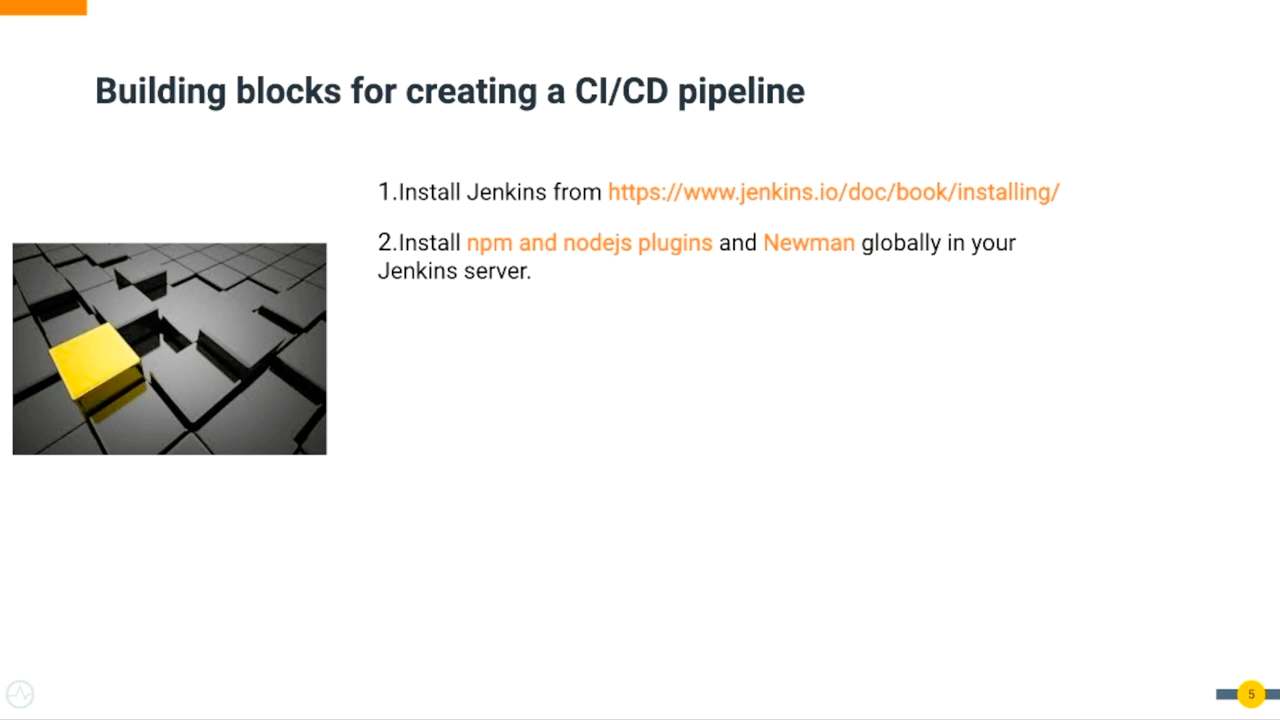 Building blocks for creating a CI/CD pipeline
1.Install Jenkins from https://www.jenkins.io/doc/book/installing/
2.Install npm and nodejs plugins and Newman globally in your
Jenkins server.
5